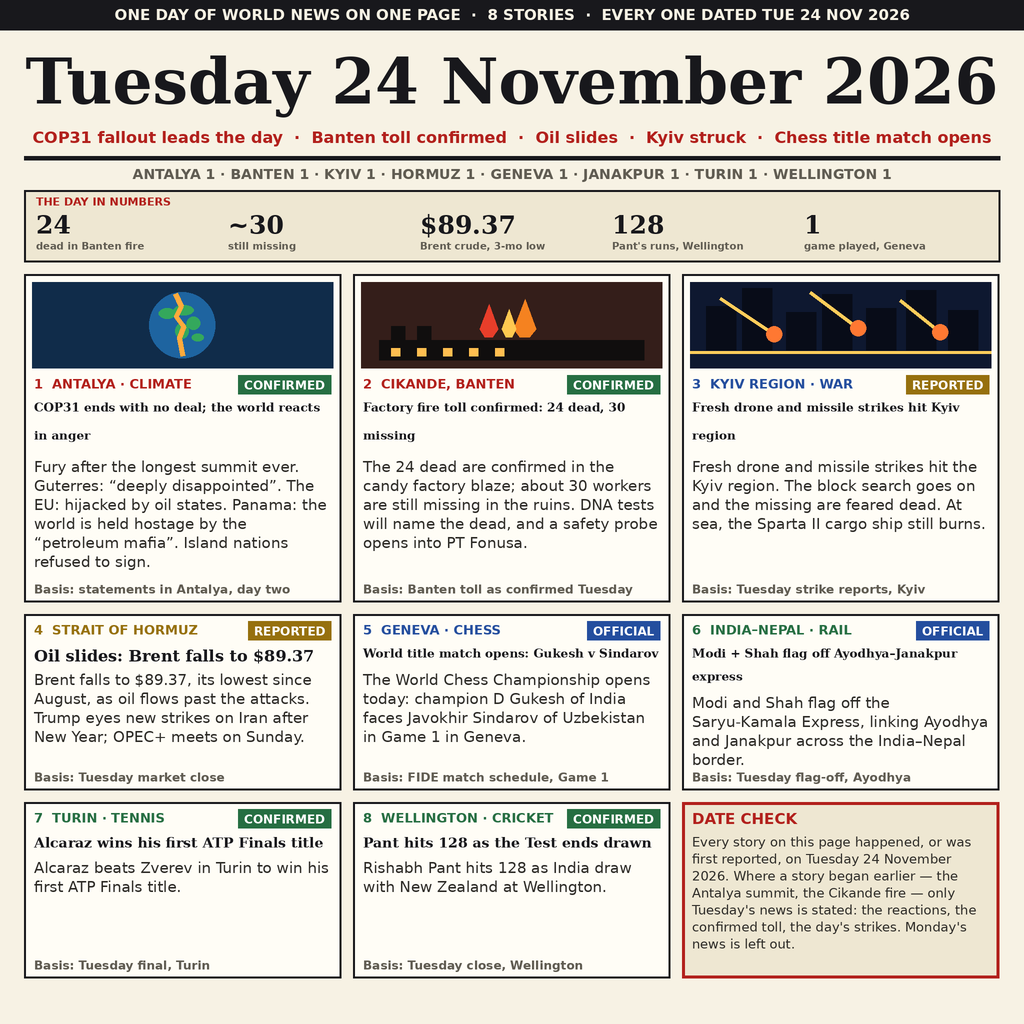 ONE DAY OF WORLD NEWS ON ONE PAGE · 8 STORIES · EVERY ONE DATED TUE 24 NOV 2026
Tuesday 24 November 2026
COP31 fallout leads the day · Banten toll confirmed · Oil slides · Kyiv struck · Chess title match opens
ANTALYA 1 · BANTEN 1 · KYIV 1 · HORMUZ 1 · GENEVA 1 · JANAKPUR 1 · TURIN 1 · WELLINGTON 1
THE DAY IN NUMBERS
24
dead in Banten fire
~30
still missing
$89.37
Brent crude, 3-mo low
128
Pant's runs, Wellington
1
game played, Geneva
1 ANTALYA · CLIMATE
CONFIRMED
COP31 ends with no deal; the world reacts
in anger
Fury after the longest summit ever.
Guterres: “deeply disappointed”. The
EU: hijacked by oil states. Panama: the
world is held hostage by the
“petroleum mafia”. Island nations
refused to sign.
Basis: statements in Antalya, day two
2 CIKANDE, BANTEN
CONFIRMED
Factory fire toll confirmed: 24 dead, 30
missing
The 24 dead are confirmed in the
candy factory blaze; about 30 workers
are still missing in the ruins. DNA tests
will name the dead, and a safety probe
opens into PT Fonusa.
Basis: Banten toll as confirmed Tuesday
3 KYIV REGION · WAR
REPORTED
Fresh drone and missile strikes hit Kyiv
region
Fresh drone and missile strikes hit the
Kyiv region. The block search goes on
and the missing are feared dead. At
sea, the Sparta II cargo ship still burns.
Basis: Tuesday strike reports, Kyiv
4 STRAIT OF HORMUZ
REPORTED
Oil slides: Brent falls to $89.37
Brent falls to $89.37, its lowest since
August, as oil flows past the attacks.
Trump eyes new strikes on Iran after
New Year; OPEC+ meets on Sunday.
Basis: Tuesday market close
5 GENEVA · CHESS
OFFICIAL
World title match opens: Gukesh v Sindarov
The World Chess Championship opens
today: champion D Gukesh of India
faces Javokhir Sindarov of Uzbekistan
in Game 1 in Geneva.
Basis: FIDE match schedule, Game 1
6 INDIA–NEPAL · RAIL
OFFICIAL
Modi + Shah flag off Ayodhya–Janakpur
express
Modi and Shah flag off the
Saryu-Kamala Express, linking Ayodhya
and Janakpur across the India–Nepal
border.
Basis: Tuesday flag-off, Ayodhya
7 TURIN · TENNIS
CONFIRMED
Alcaraz wins his first ATP Finals title
Alcaraz beats Zverev in Turin to win his
first ATP Finals title.
Basis: Tuesday final, Turin
8 WELLINGTON · CRICKET
CONFIRMED
Pant hits 128 as the Test ends drawn
Rishabh Pant hits 128 as India draw
with New Zealand at Wellington.
Basis: Tuesday close, Wellington
DATE CHECK
Every story on this page happened, or was
first reported, on Tuesday 24 November
2026. Where a story began earlier — the
Antalya summit, the Cikande fire — only
Tuesday's news is stated: the reactions, the
confirmed toll, the day's strikes. Monday's
news is left out.